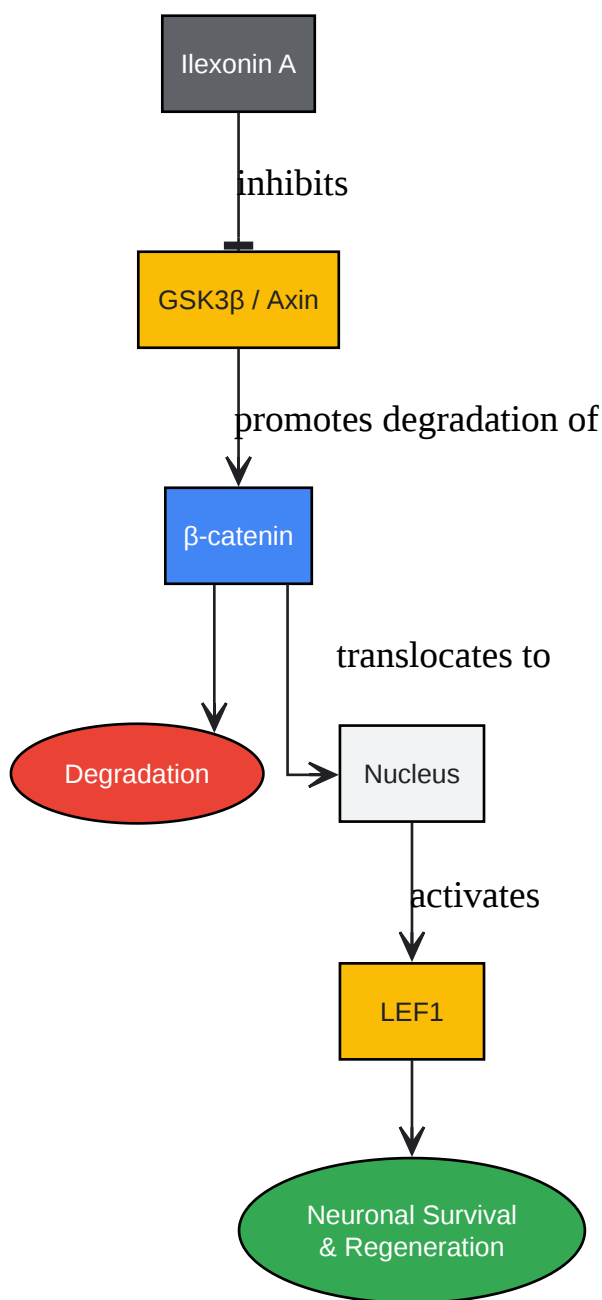 Ilexonin A
inhibits
GSK3β / Axin
promotes degradation of
β-catenin
translocates to
Degradation
Nucleus
activates
LEF1
Neuronal Survival
& Regeneration